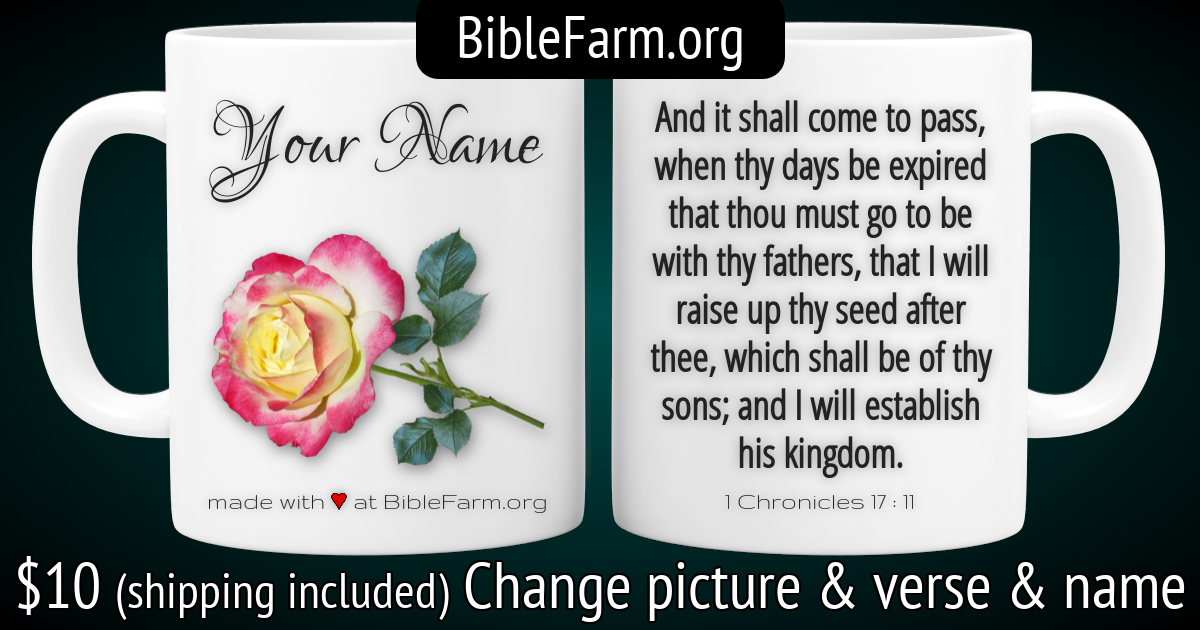 BibleFarm.org
Your Name
made with ♥ at BibleFarm.org
And it shall come to pass,
when thy days be expired
that thou must go to be
with thy fathers, that I will
raise up thy seed after
thee, which shall be of thy
sons; and I will establish
his kingdom.
1 Chronicles 17 : 11
$10 (shipping included) Change picture & verse & name